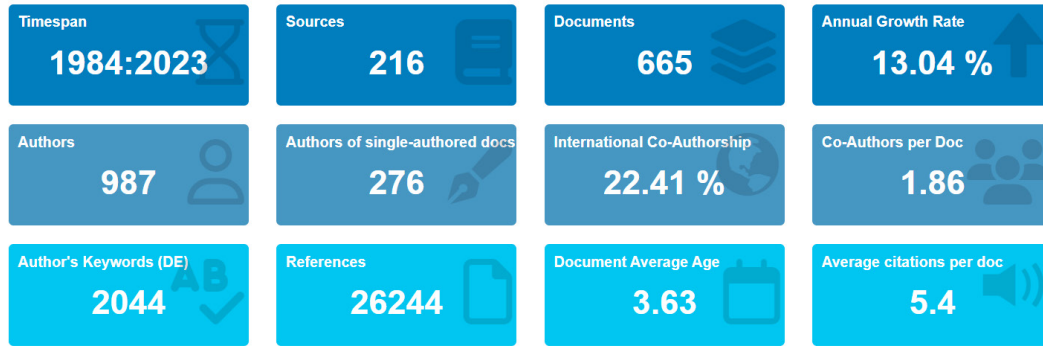 Timespan
1984:2023
Sources
216
Documents
665
Annual Growth Rate
13.04 %
Authors
987
Authors of single-authored docs
276
International Co-Authorship
22.41 %
Co-Authors per Doc
1.86
Author's Keywords (DE)
AB
2044
References
26244
Document Average Age
3.63
Average citations per doc
5.4